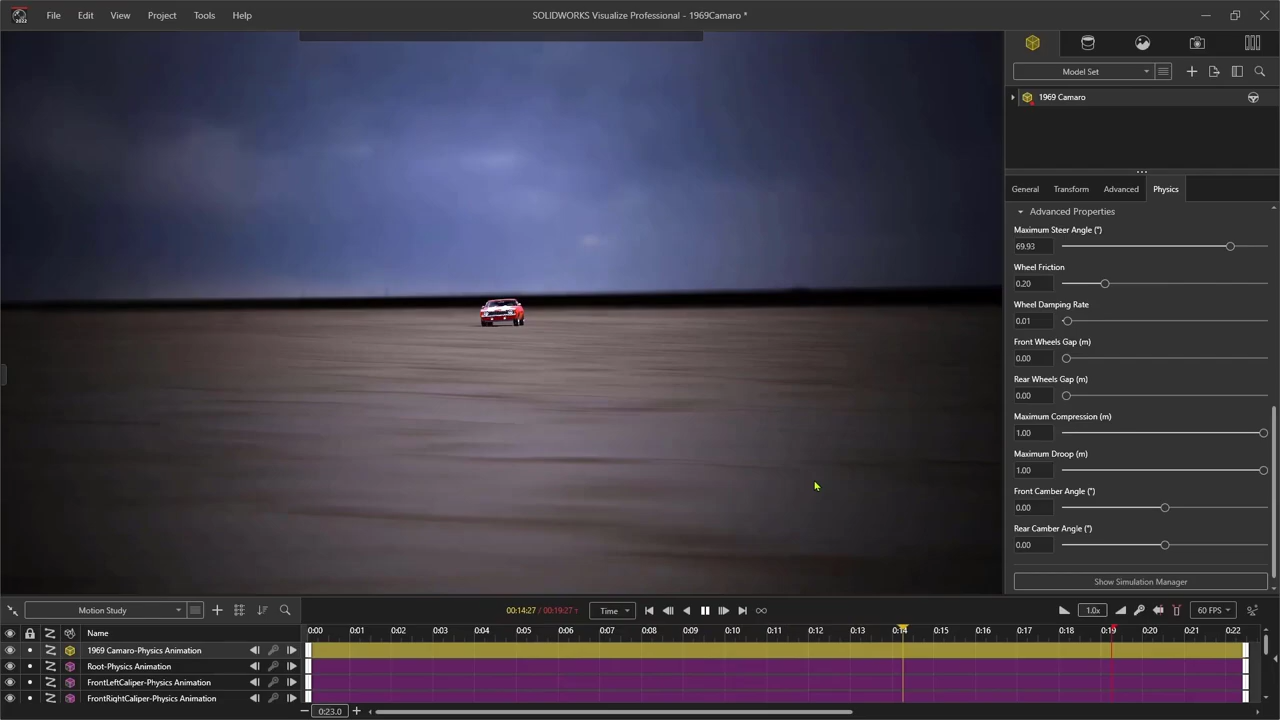 2022 File Edit View Project Tools Help SOLIDWORKS Visualize Professional - 1969Camaro *
Model Set
1969 Camaro
General Transform Advanced Physics
Advanced Properties
Maximum Steer Angle (°)
69.93
Wheel Friction
0.20
Wheel Damping Rate
0.01
Front Wheels Gap (m)
0.00
Rear Wheels Gap (m)
0.00
Maximum Compression (m)
1.00
Maximum Droop (m)
1.00
Front Camber Angle (°)
0.00
Rear Camber Angle (°)
0.00
Show Simulation Manager
Motion Study 00:14:27 / 00:19:27 Time 1.0x 60 FPS
Name 0:00 0:01 0:02 0:03 0:04 0:05 0:06 0:07 0:08 0:09 0:10 0:11 0:12 0:13 0:14 0:15 0:16 0:17 0:18 0:19 0:20 0:21 0:22
1969 Camaro-Physics Animation
Root-Physics Animation
FrontLeftCaliper-Physics Animation
FrontRightCaliper-Physics Animation
0:23.0